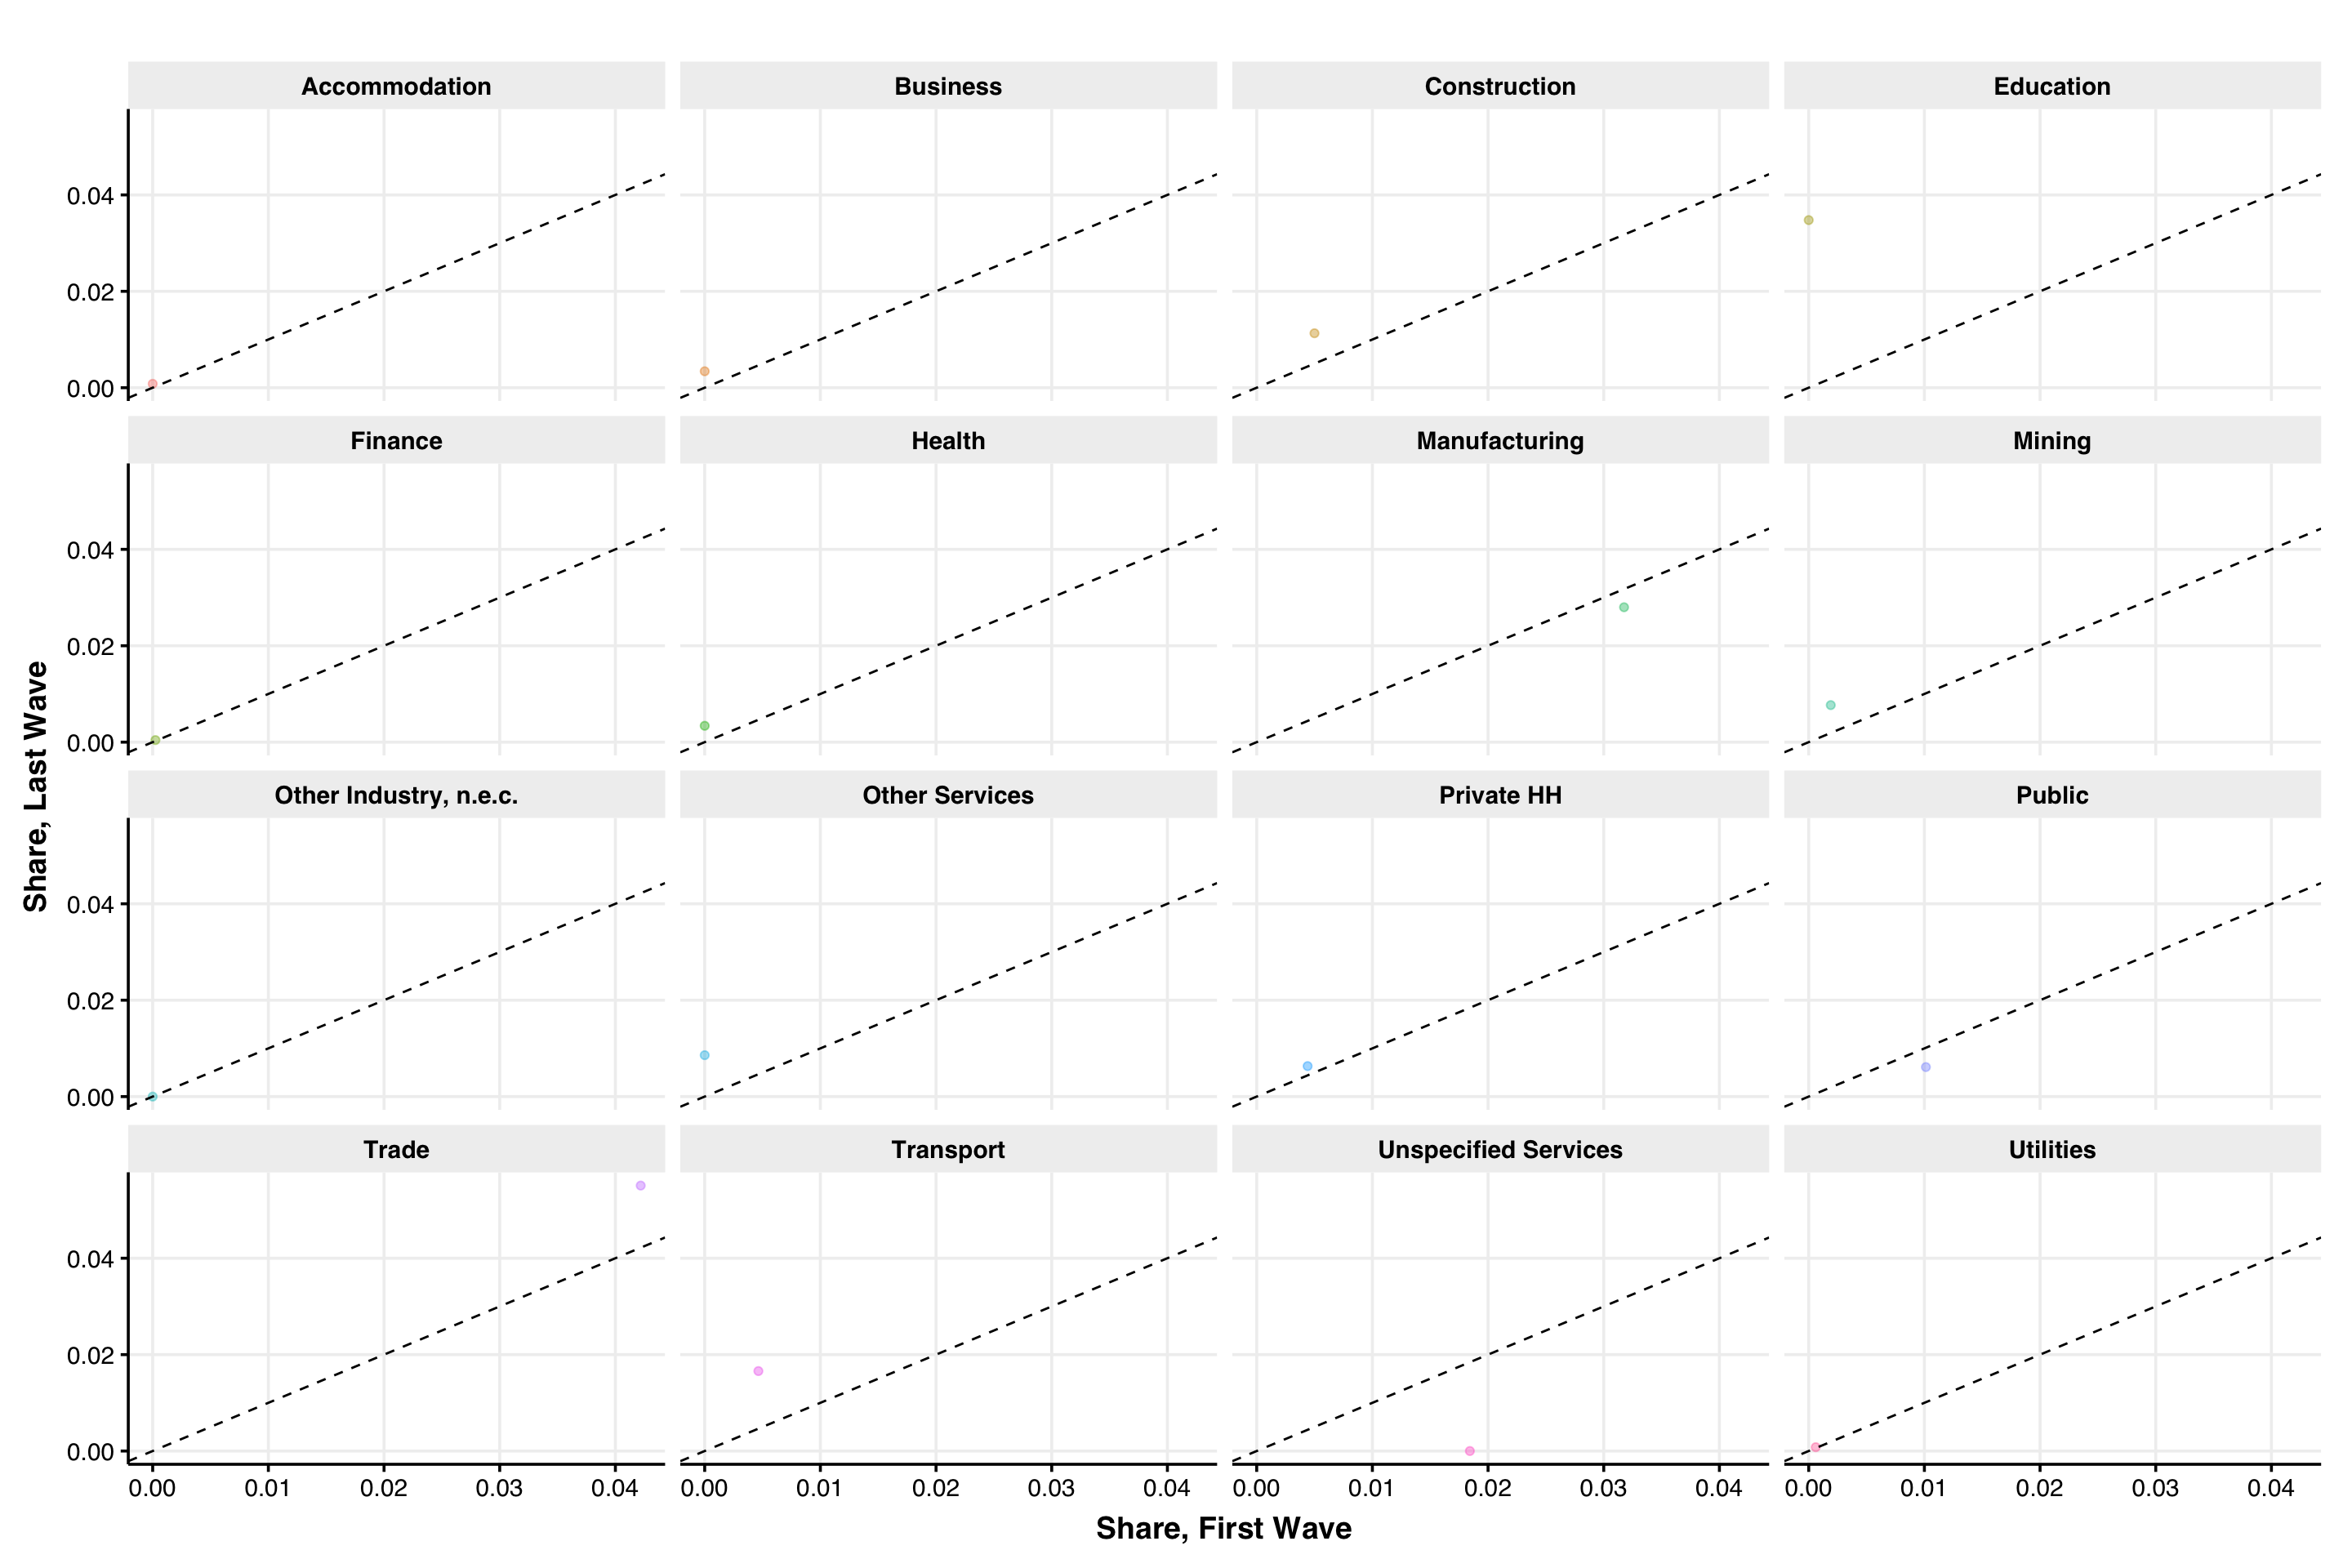 Accommodation Business Construction Education
0.04
0.02
0.00
Finance Health Manufacturing Mining
0.04
0.02
0.00
Other Industry, n.e.c. Other Services Private HH Public
0.04
0.02
0.00
Trade Transport Unspecified Services Utilities
0.04
0.02
0.00
0.00 0.01 0.02 0.03 0.04 0.00 0.01 0.02 0.03 0.04 0.00 0.01 0.02 0.03 0.04 0.00 0.01 0.02 0.03 0.04
Share, First Wave
Share, Last Wave